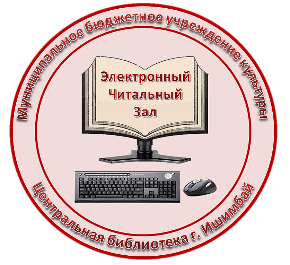 Муниципальное бюджетное учреждение культуры
Электронный
Читальный
Зал
Центральная библиотека г. Ишимбай